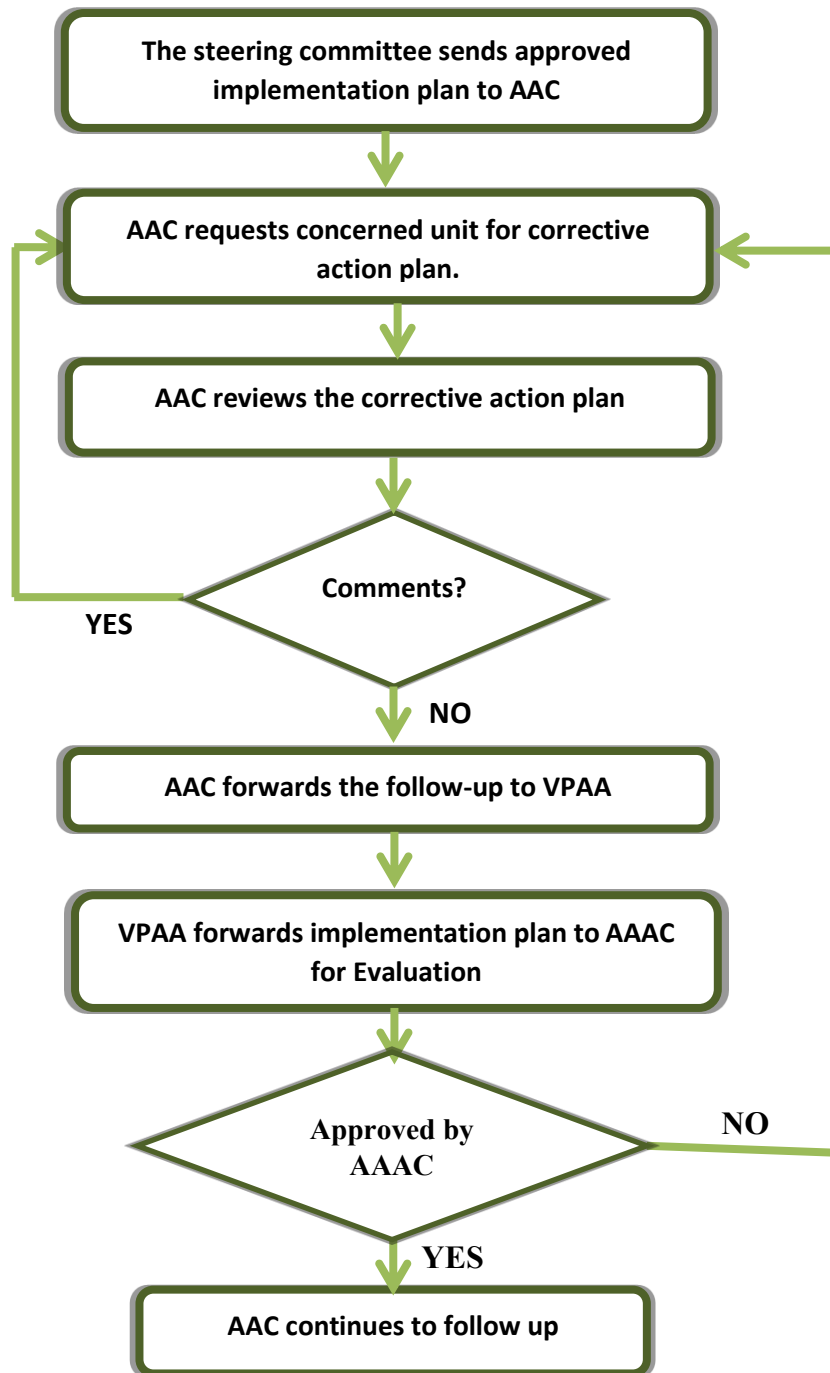 The steering committee sends approved
implementation plan to AAC
AAC requests concerned unit for corrective
action plan.
AAC reviews the corrective action plan
Comments?
YES
NO
AAC forwards the follow-up to VPAA
VPAA forwards implementation plan to AAAC
for Evaluation
Approved by
AAAC
NO
YES
AAC continues to follow up